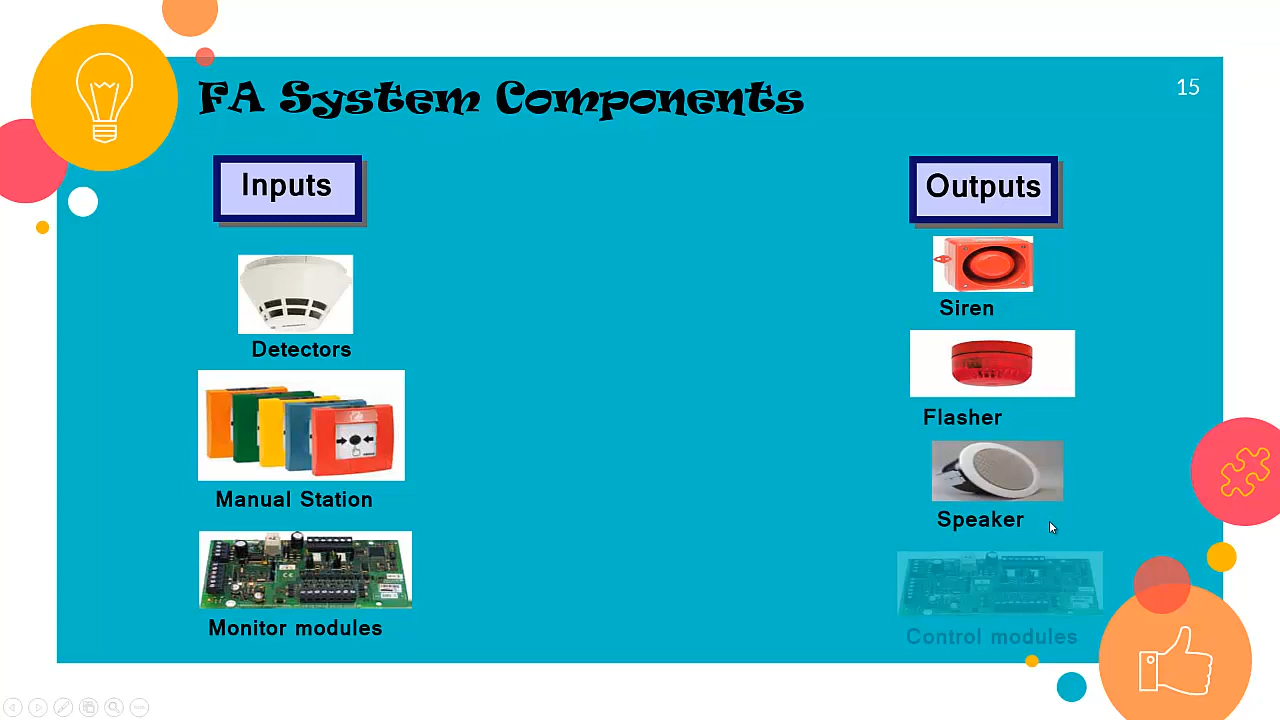 FA System Components
15
Inputs
Outputs
Detectors
Siren
Manual Station
Flasher
Monitor modules
Speaker
Control modules